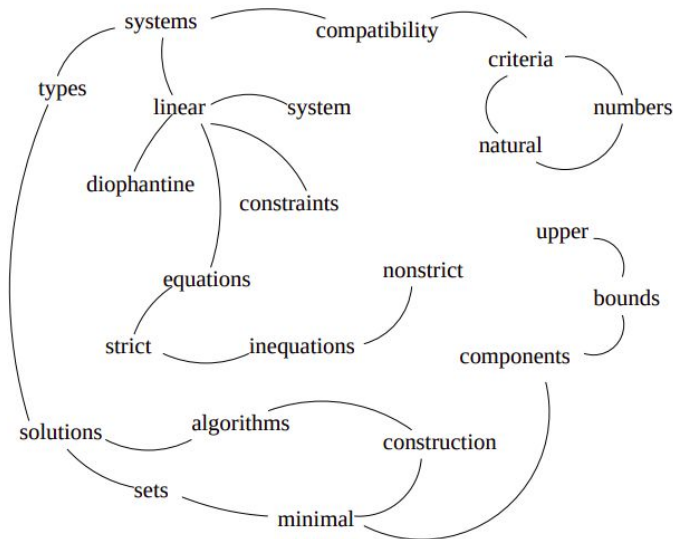 systems
compatibility
criteria
types
linear
system
numbers
natural
diophantine
constraints
upper
equations
nonstrict
bounds
strict
inequations
components
algorithms
solutions
construction
sets
minimal